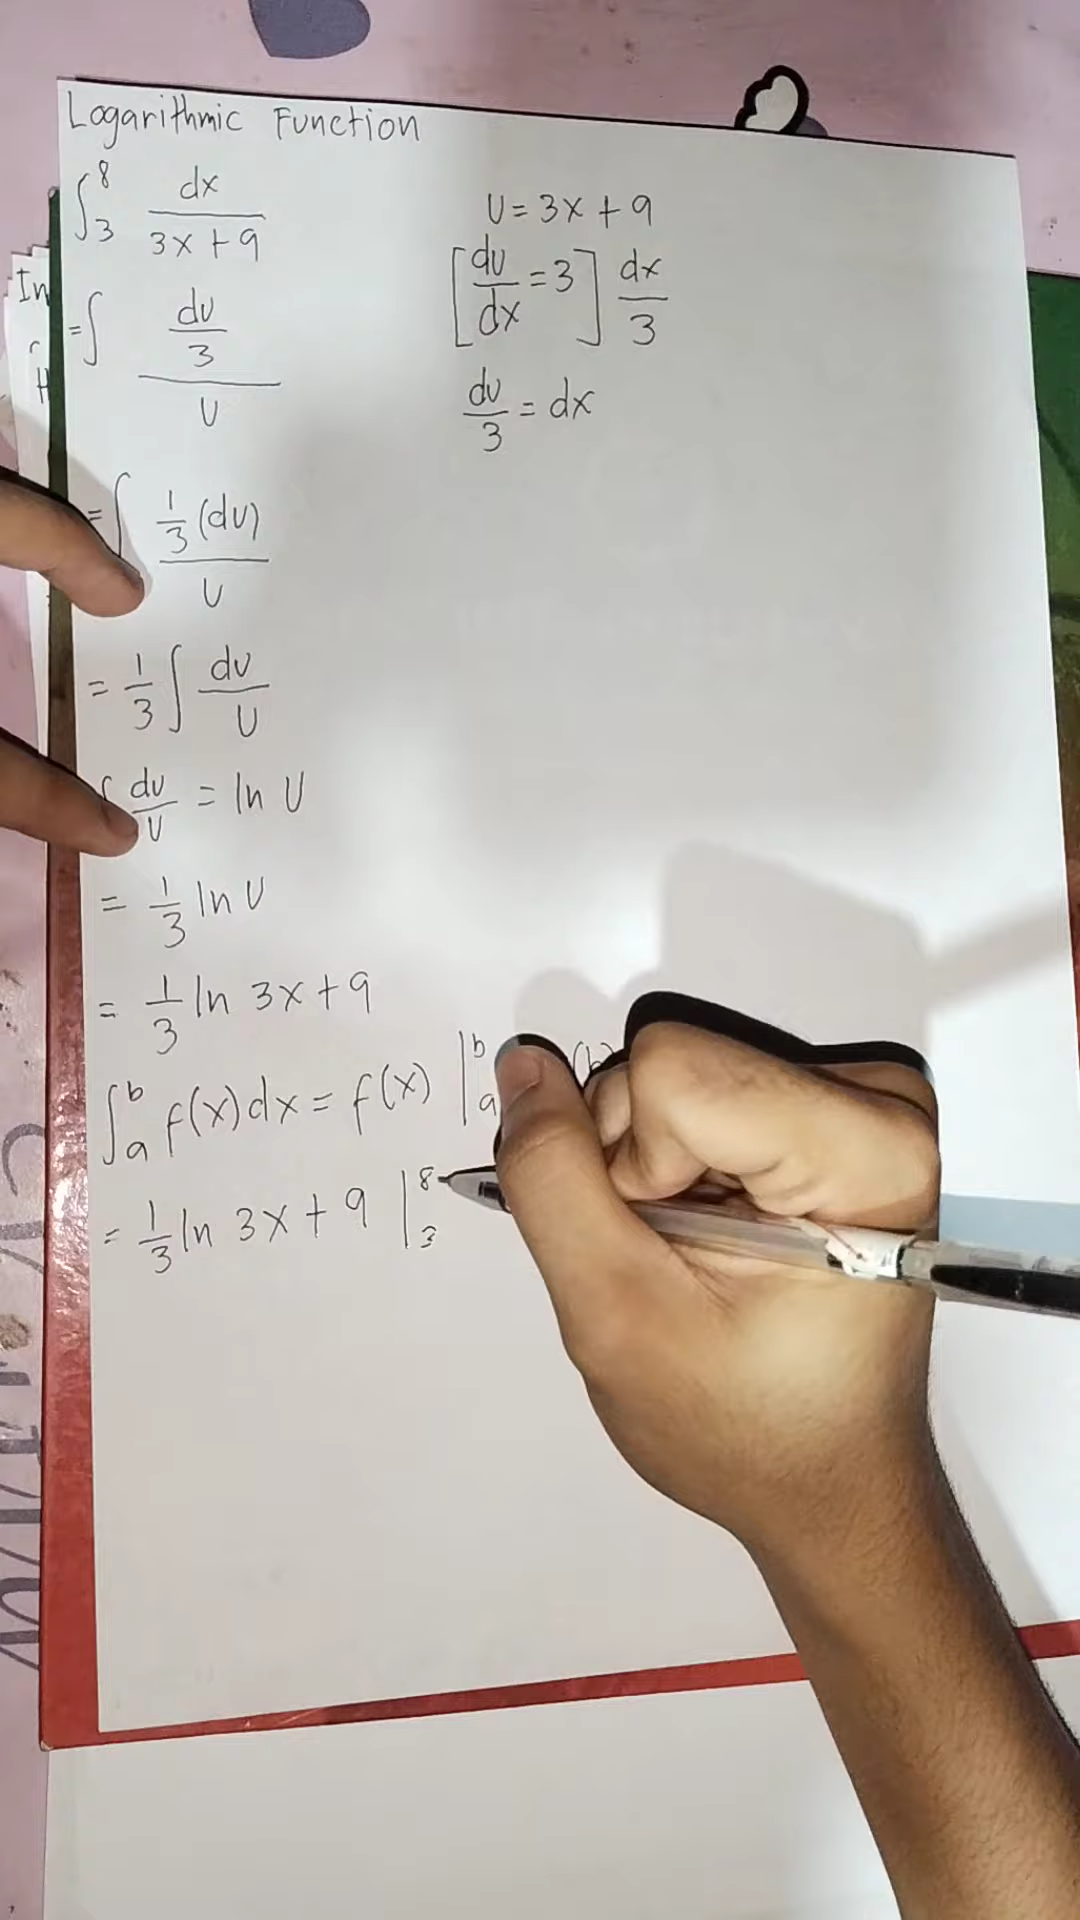 Logarithmic Function
∫₃⁸ dx / 3x + 9
= ∫ du/3 / U
= ∫ 1/3 (du) / U
= 1/3 ∫ du / U
∫ du/U = ln U
= 1/3 ln U
= 1/3 ln 3x + 9
∫ₐᵇ f(x) dx = f(x) |ₐᵇ (b)
= 1/3 ln 3x + 9 |₃⁸
U = 3x + 9
[du/dx = 3] dx/3
du/3 = dx
In